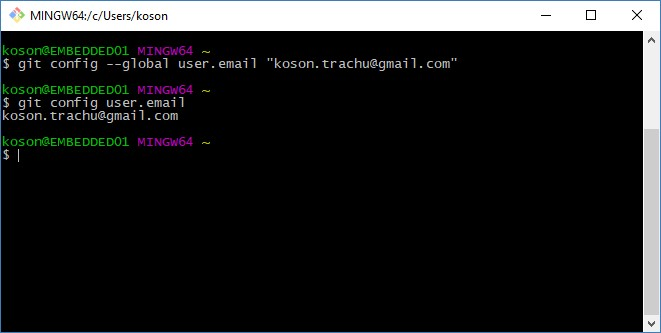 MINGW64:/c/Users/koson
koson@EMBEDDED01 MINGW64 ~
$ git config --global user.email "koson.trachu@gmail.com"
koson@EMBEDDED01 MINGW64 ~
$ git config user.email
koson.trachu@gmail.com
koson@EMBEDDED01 MINGW64 ~
$